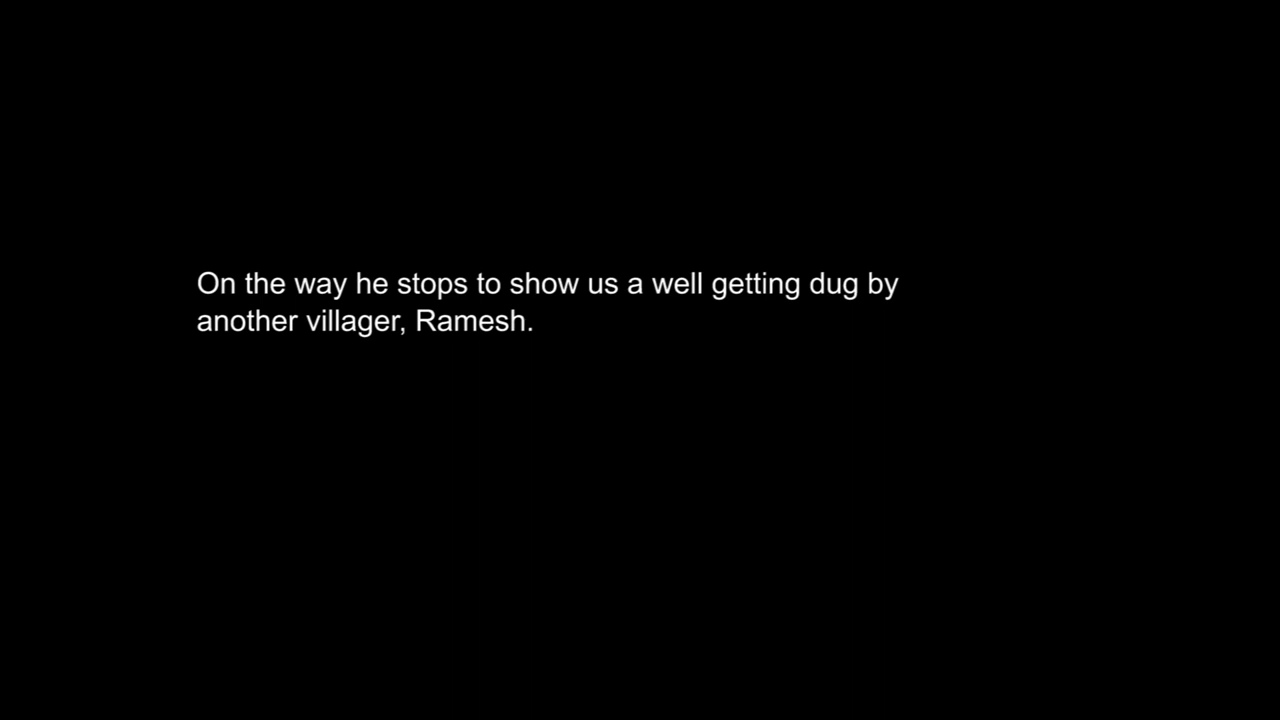 On the way he stops to show us a well getting dug by
another villager, Ramesh.